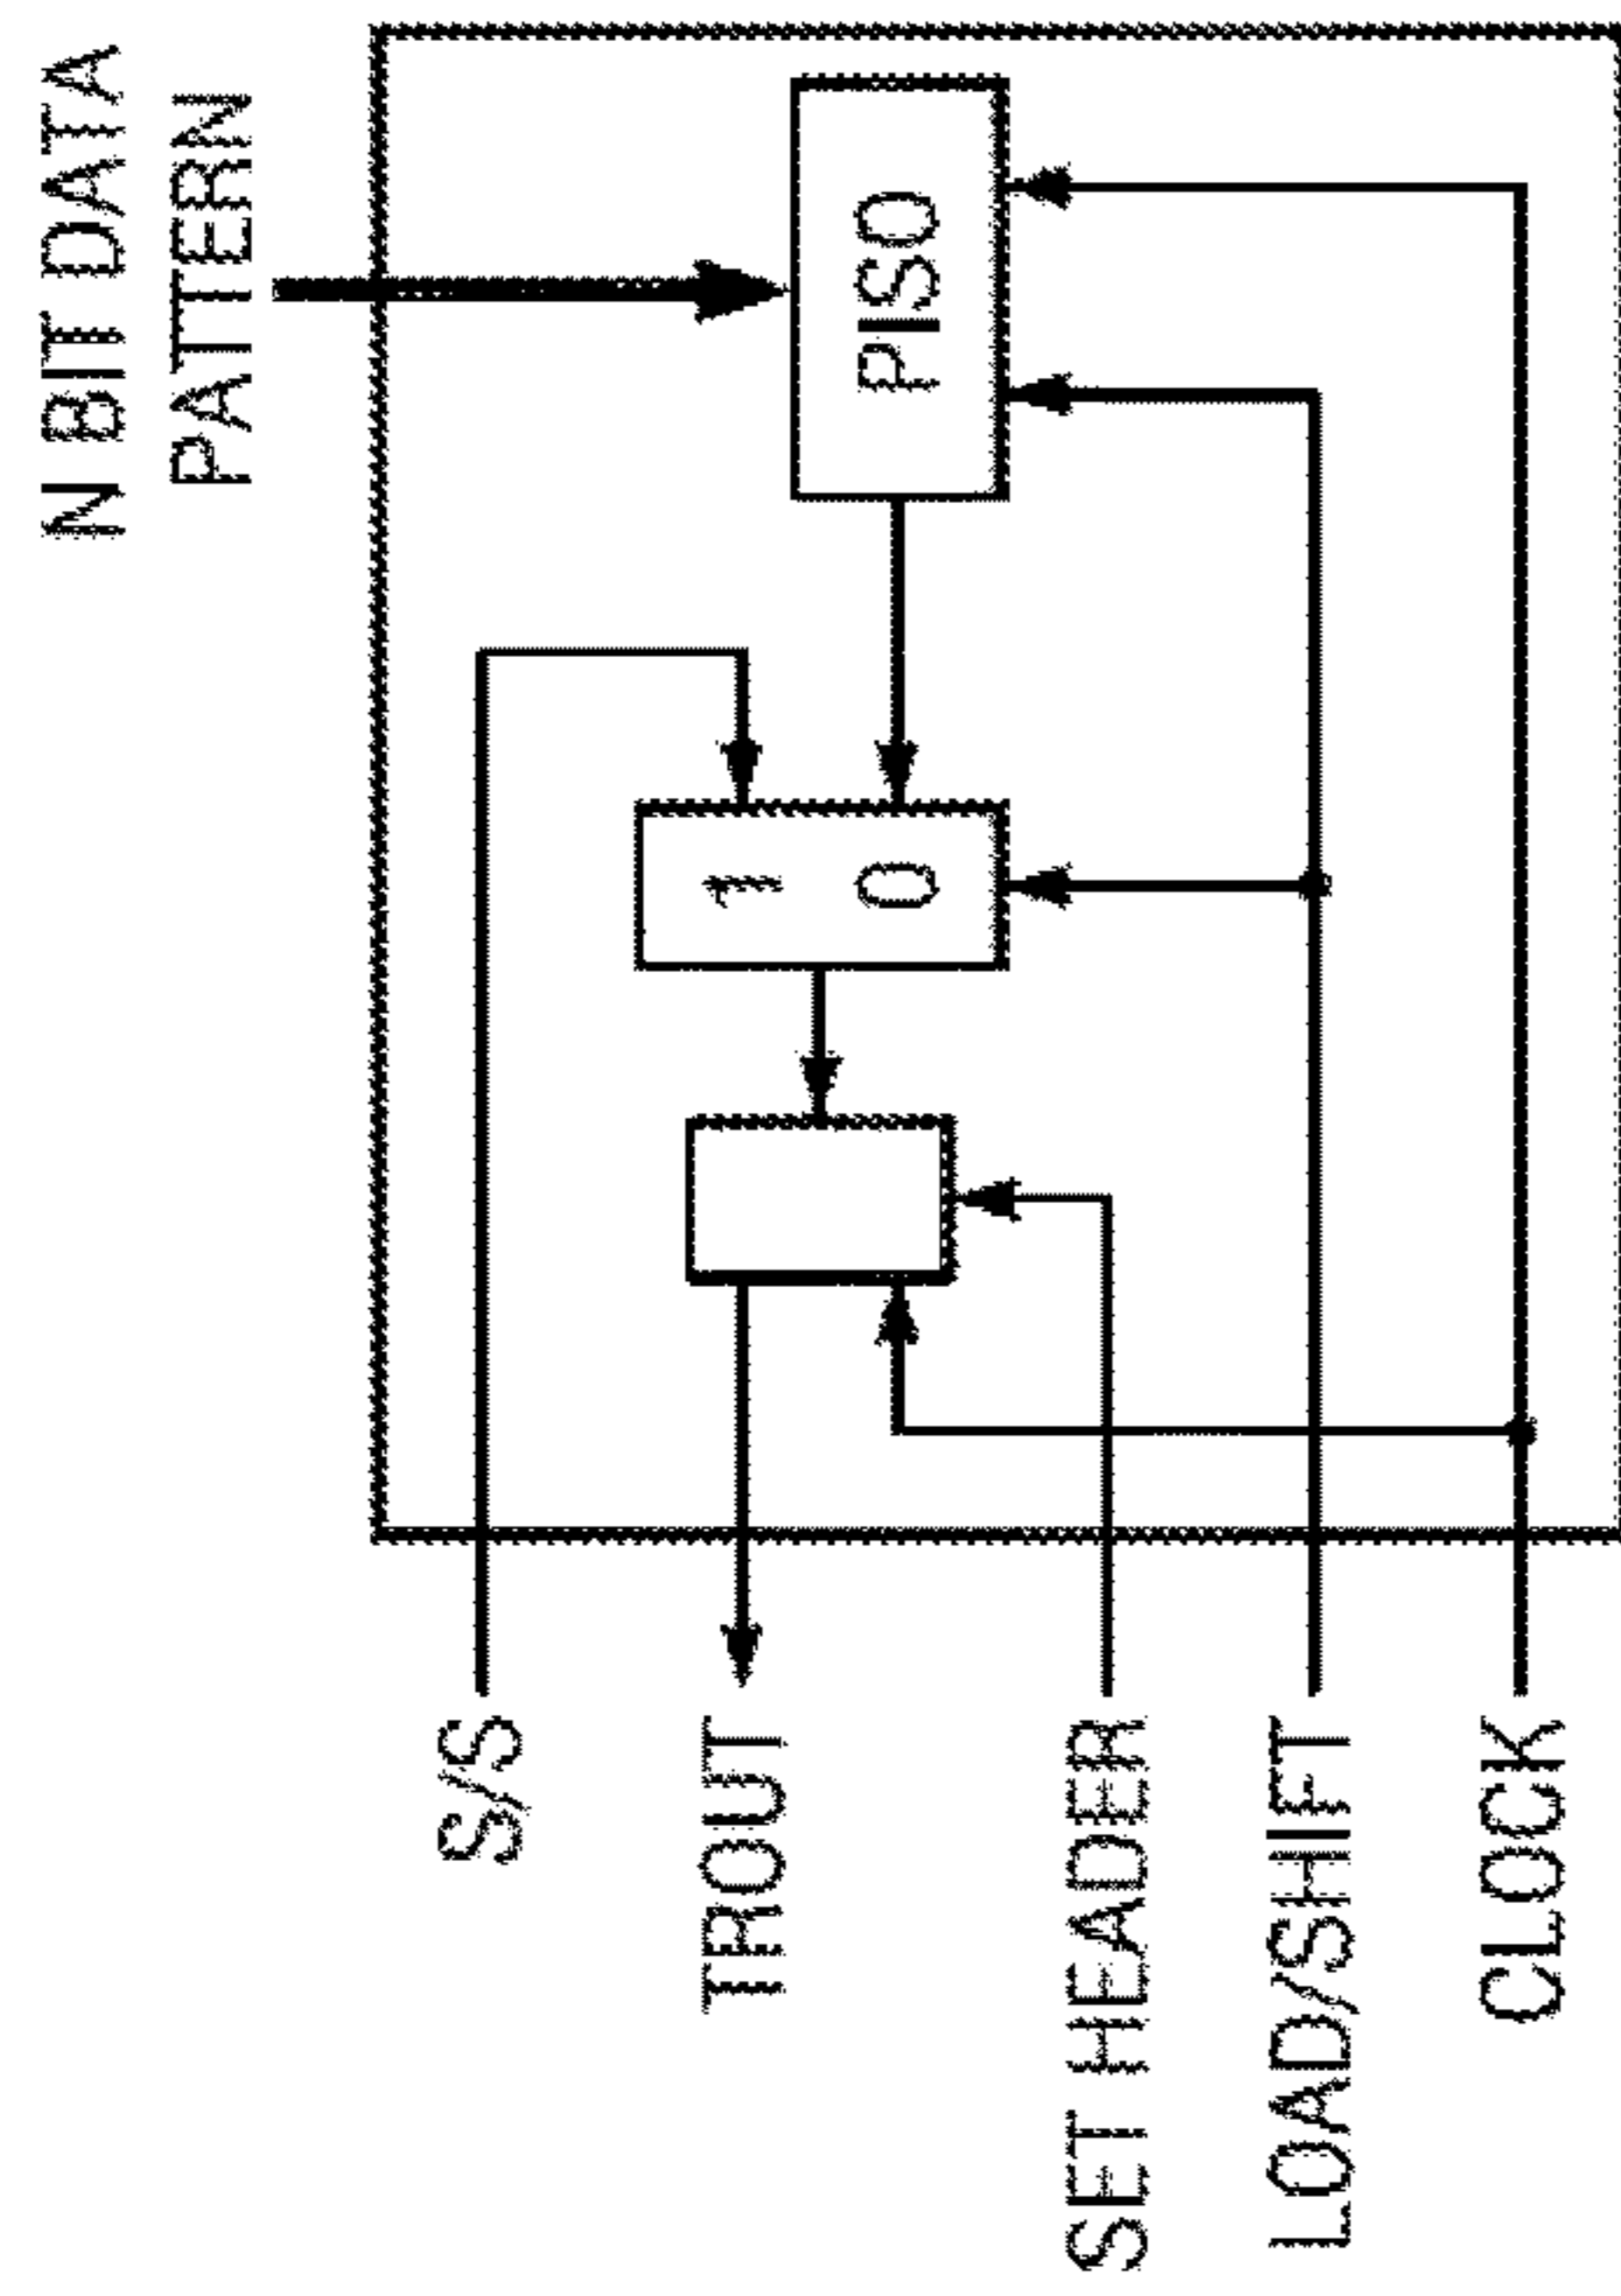 N BIT DATA
PATTERN
PISO
1
0
S/S
TROUT
SET HEADER
LOAD/SHIFT
CLOCK